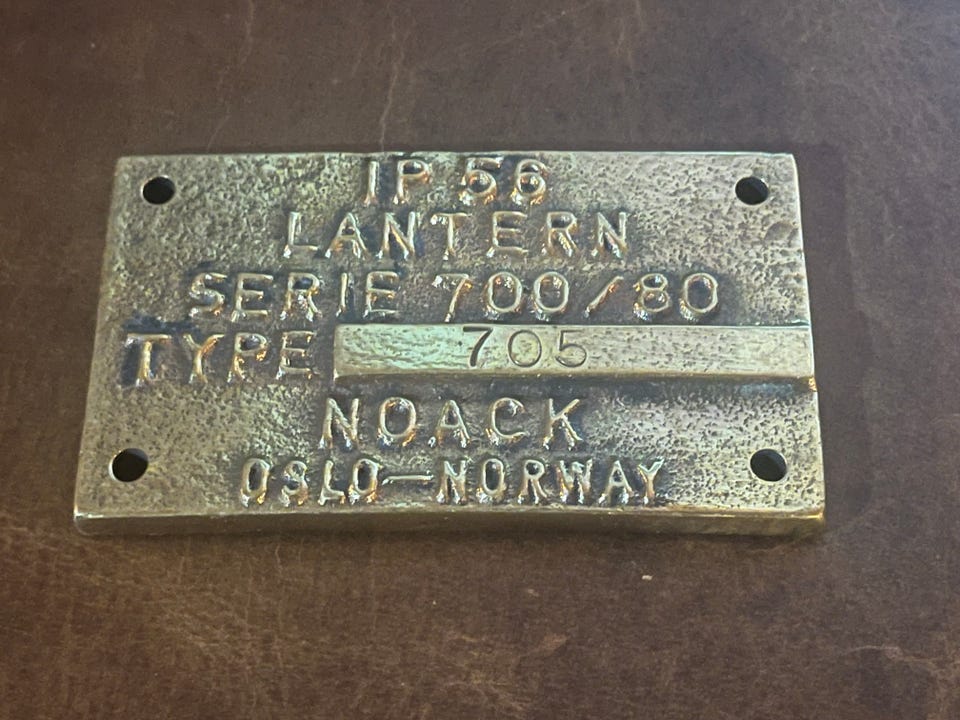 IP 56
LANTERN
SERIE 700/80
TYPE 705
NOACK
OSLO—NORWAY